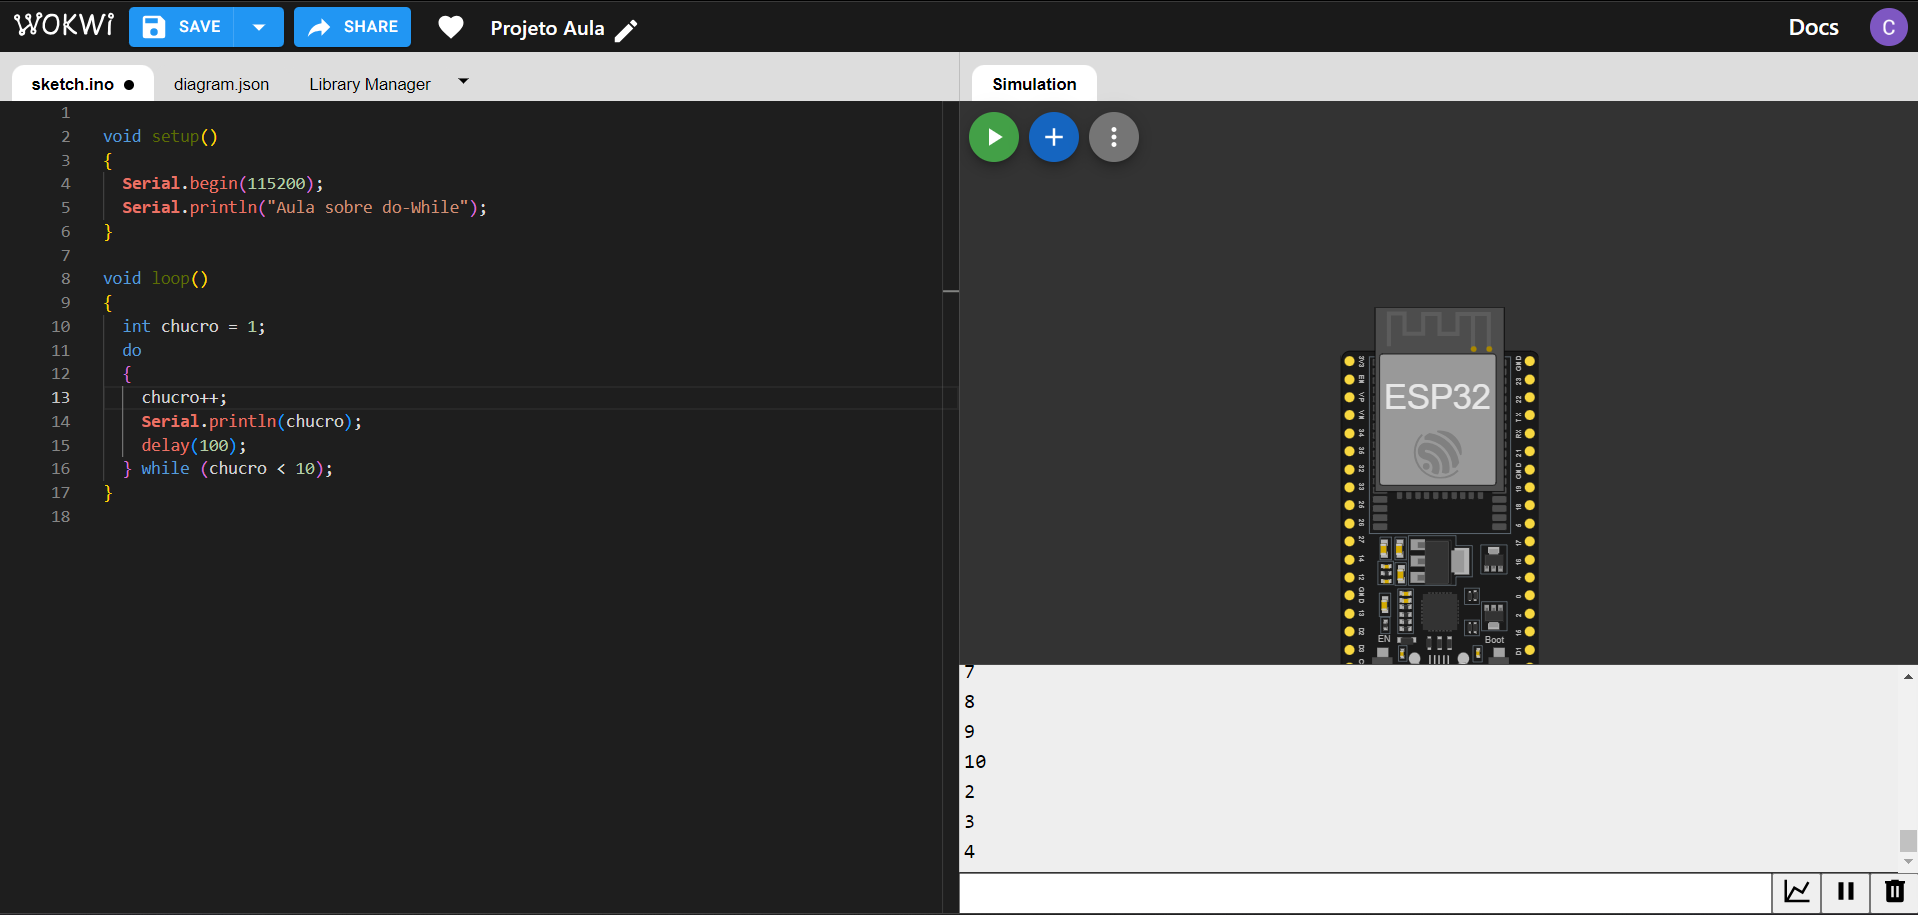 WOKWI SAVE SHARE Projeto Aula Docs C
sketch.ino diagram.json Library Manager Simulation
1
2 void setup()
3 {
4 Serial.begin(115200);
5 Serial.println("Aula sobre do-While");
6 }
7
8 void loop()
9 {
10 int chucro = 1;
11 do
12 {
13 chucro++;
14 Serial.println(chucro);
15 delay(100);
16 } while (chucro < 10);
17 }
18
ESP32
EN Boot
7
8
9
10
2
3
4